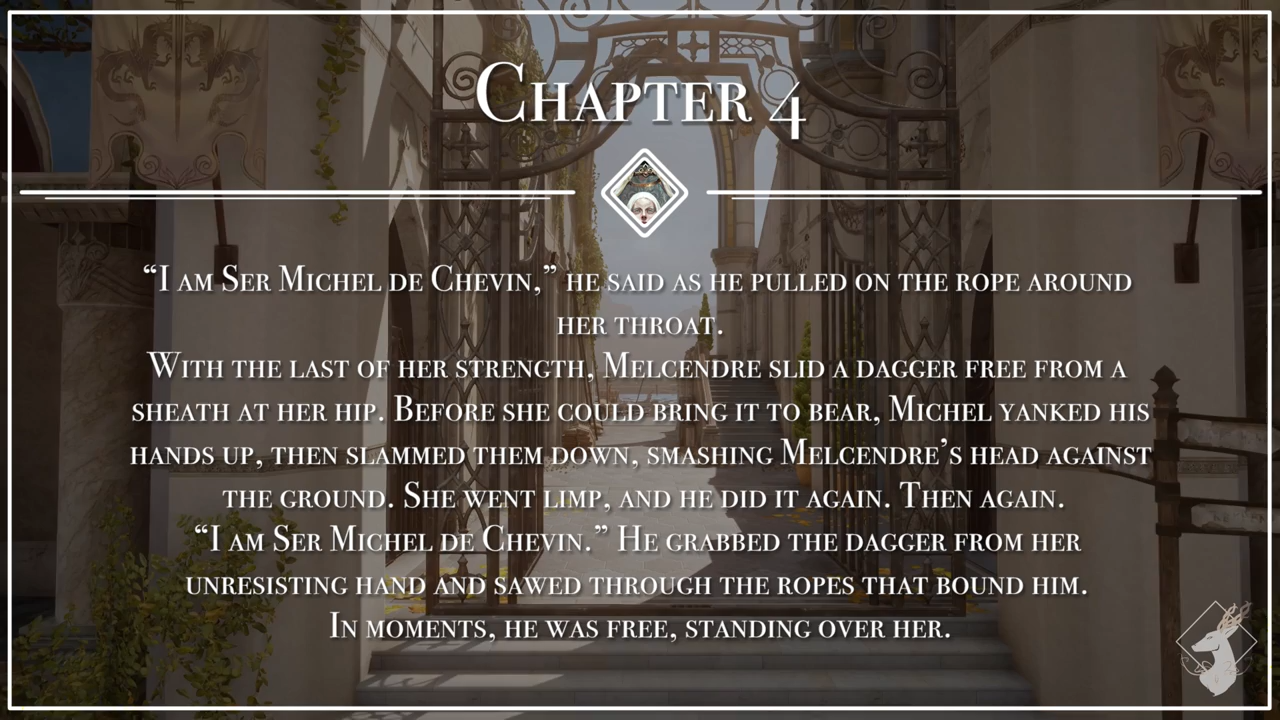 Chapter 4
“I am Ser Michel de Chevin,” he said as he pulled on the rope around
her throat.
With the last of her strength, Melcendre slid a dagger free from a
sheath at her hip. Before she could bring it to bear, Michel yanked his
hands up, then slammed them down, smashing Melcendre’s head against
the ground. She went limp, and he did it again. Then again.
“I am Ser Michel de Chevin.” He grabbed the dagger from her
unresisting hand and sawed through the ropes that bound him.
In moments, he was free, standing over her.